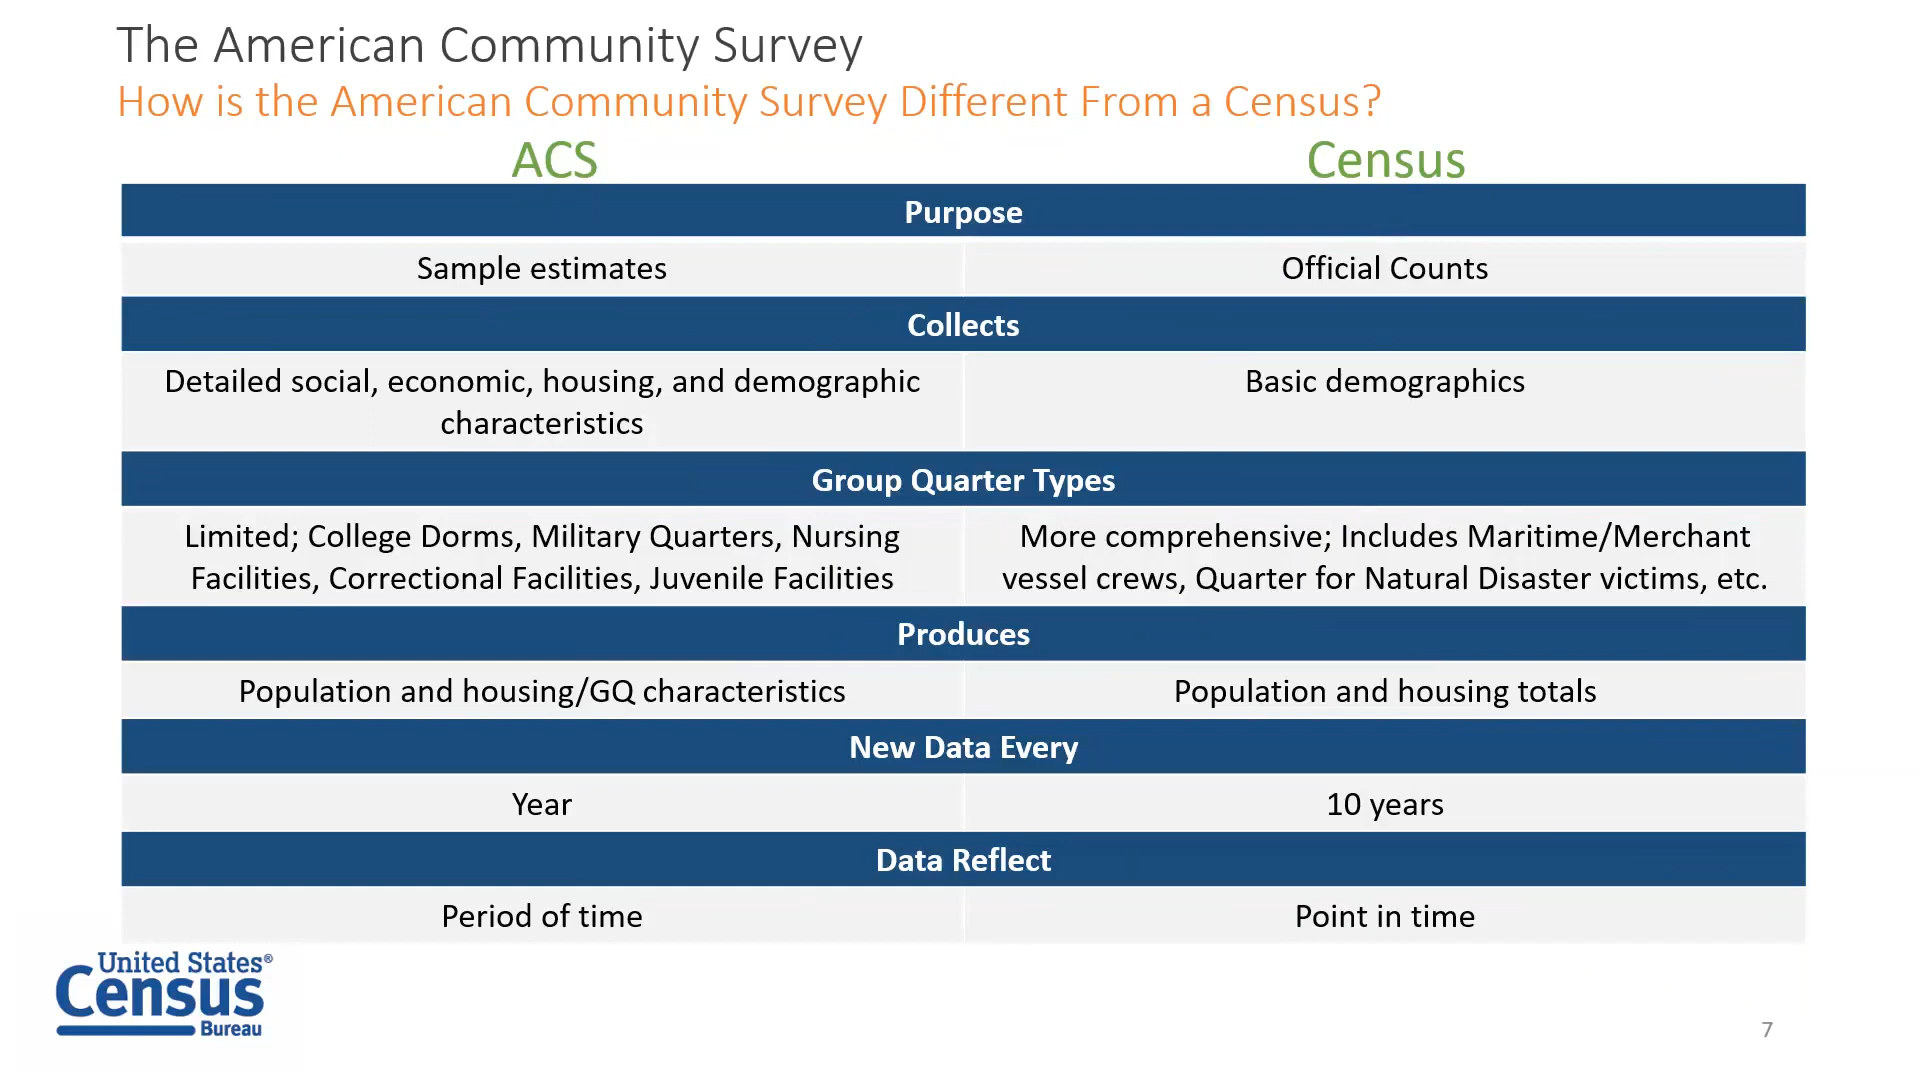 The American Community Survey
How is the American Community Survey Different From a Census?
ACS
Census
Purpose
Sample estimates
Official Counts
Collects
Detailed social, economic, housing, and demographic
characteristics
Basic demographics
Group Quarter Types
Limited; College Dorms, Military Quarters, Nursing
Facilities, Correctional Facilities, Juvenile Facilities
More comprehensive; Includes Maritime/Merchant
vessel crews, Quarter for Natural Disaster victims, etc.
Produces
Population and housing/GQ characteristics
Population and housing totals
New Data Every
Year
10 years
Data Reflect
Period of time
Point in time
United States®
Census
Bureau
7